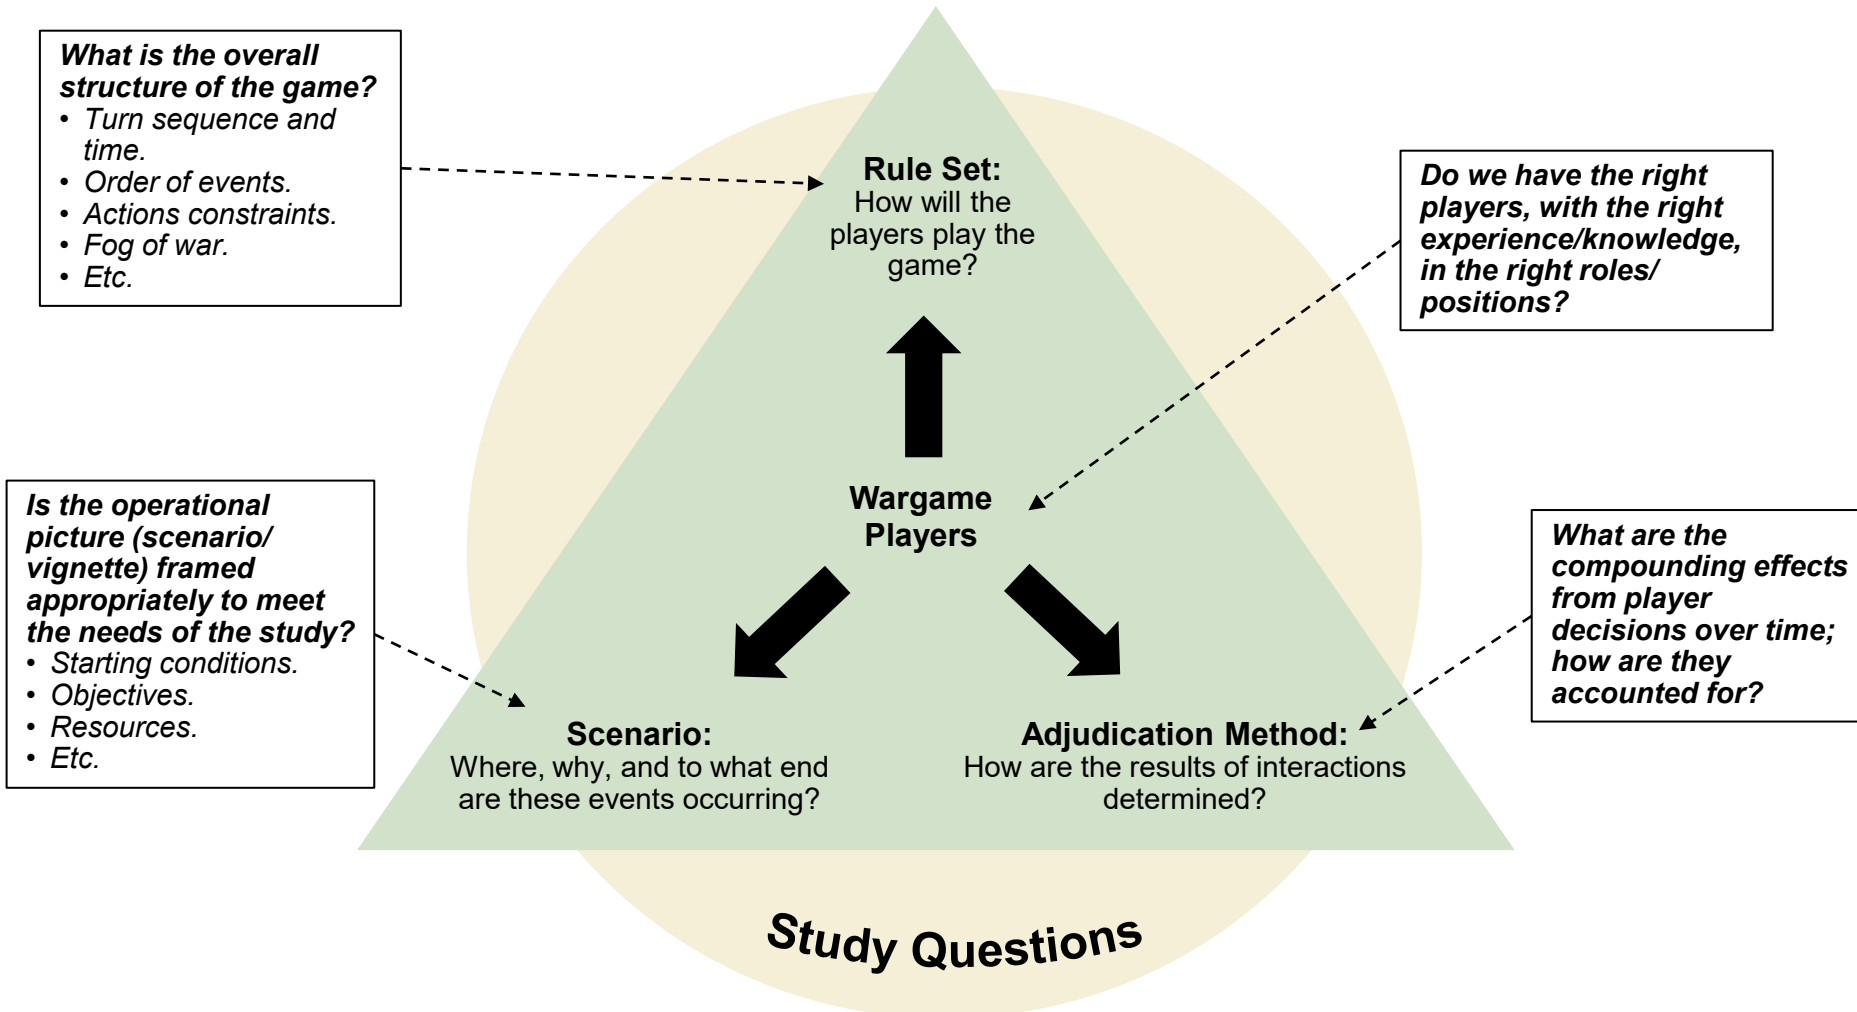 What is the overall
structure of the game?
• Turn sequence and
time.
• Order of events.
• Actions constraints.
• Fog of war.
• Etc.
Rule Set:
How will the
players play the
game?
Do we have the right
players, with the right
experience/knowledge,
in the right roles/
positions?
Wargame
Players
Is the operational
picture (scenario/
vignette) framed
appropriately to meet
the needs of the study?
• Starting conditions.
• Objectives.
• Resources.
• Etc.
What are the
compounding effects
from player
decisions over time;
how are they
accounted for?
Scenario:
Where, why, and to what end
are these events occurring?
Adjudication Method:
How are the results of interactions
determined?
Study Questions